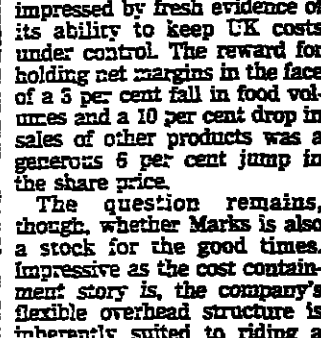 impressed by fresh evidence of
its ability to keep UK costs
under control. The reward for
holding net margins in the face
of a 3 per cent fall in food vol-
umes and a 10 per cent drop in
sales of other products was a
generous 6 per cent jump in
the share price.
The question remains,
though, whether Marks is also
a stock for the good times.
Impressive as the cost contain-
ment story is, the company's
flexible overhead structure is
inherently suited to riding a